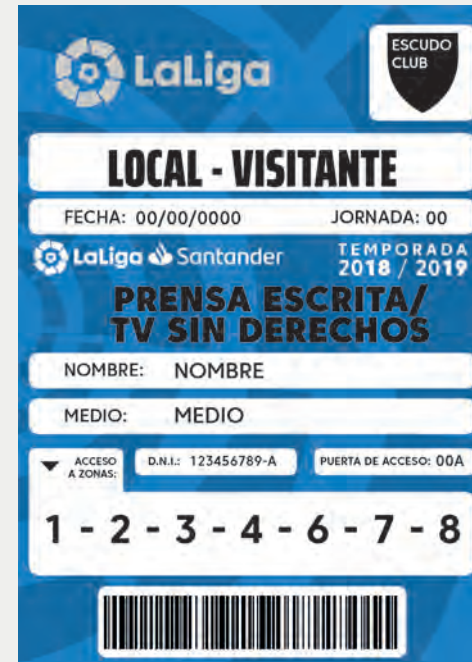 LaLiga
ESCUDO
CLUB
LOCAL - VISITANTE
FECHA: 00/00/0000 JORNADA: 00
LaLiga Santander
TEMPORADA
2018 / 2019
PRENSA ESCRITA/
TV SIN DERECHOS
NOMBRE: NOMBRE
MEDIO: MEDIO
ACCESO
A ZONAS:
D.N.I.: 123456789-A
PUERTA DE ACCESO: 00A
1 - 2 - 3 - 4 - 6 - 7 - 8